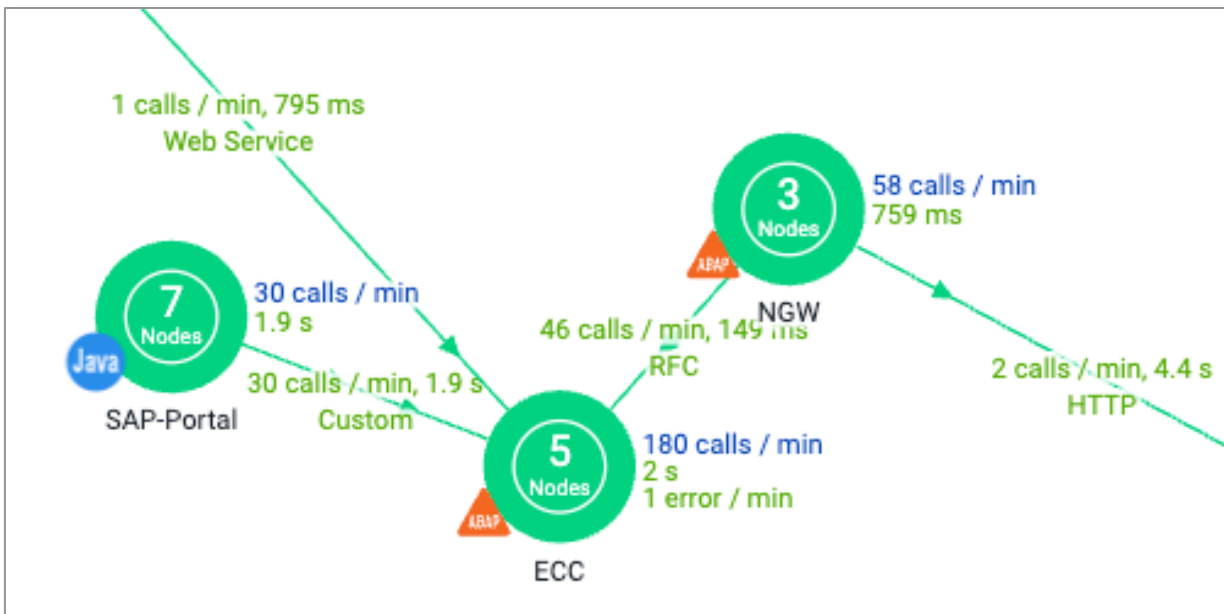 1 calls / min, 795 ms
Web Service
3
Nodes
58 calls / min
759 ms
ABAP
NGW
7
Nodes
30 calls / min
1.9 s
Java
SAP-Portal
46 calls / min, 149 ms
RFC
30 calls / min, 1.9 s
Custom
2 calls / min, 4.4 s
HTTP
5
Nodes
180 calls / min
2 s
1 error / min
ABAP
ECC